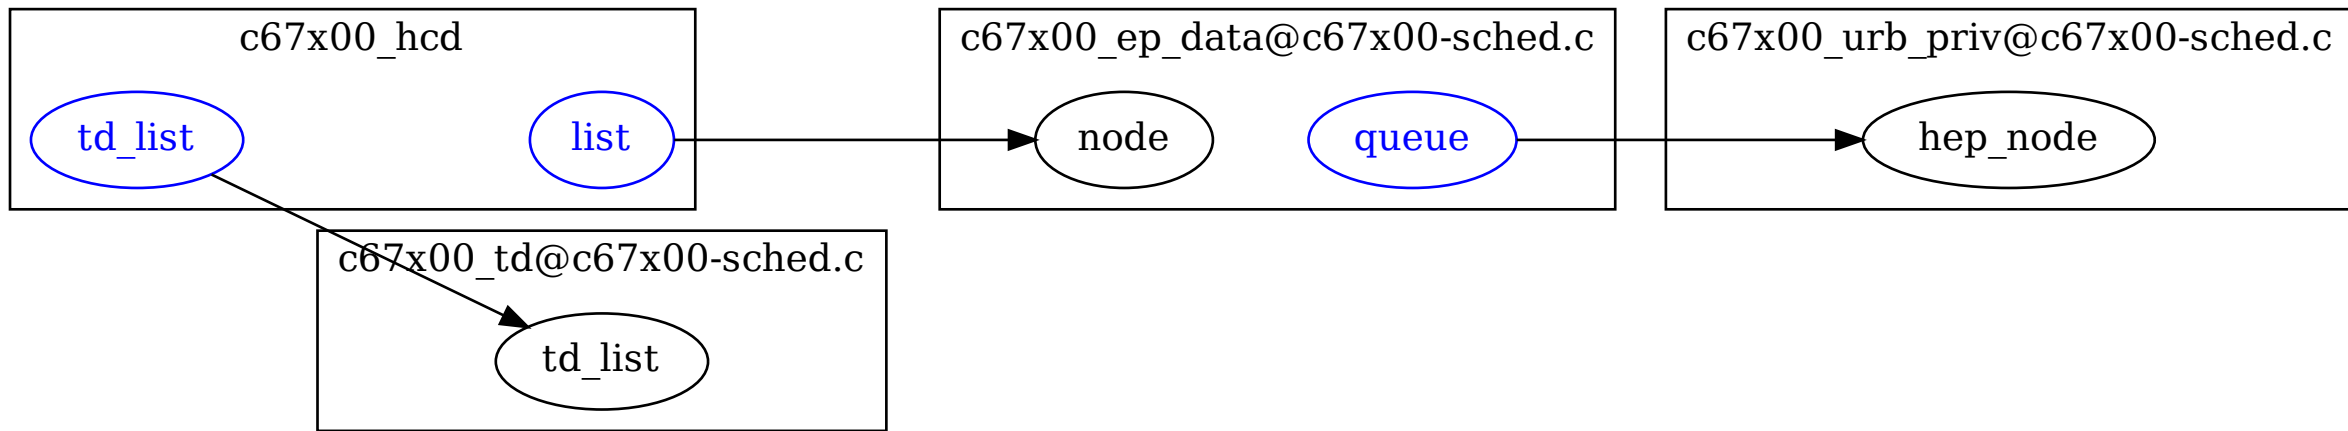 c67x00_hcd
td_list
list
c67x00_ep_data@c67x00-sched.c
node
queue
c67x00_urb_priv@c67x00-sched.c
hep_node
c67x00_td@c67x00-sched.c
td_list